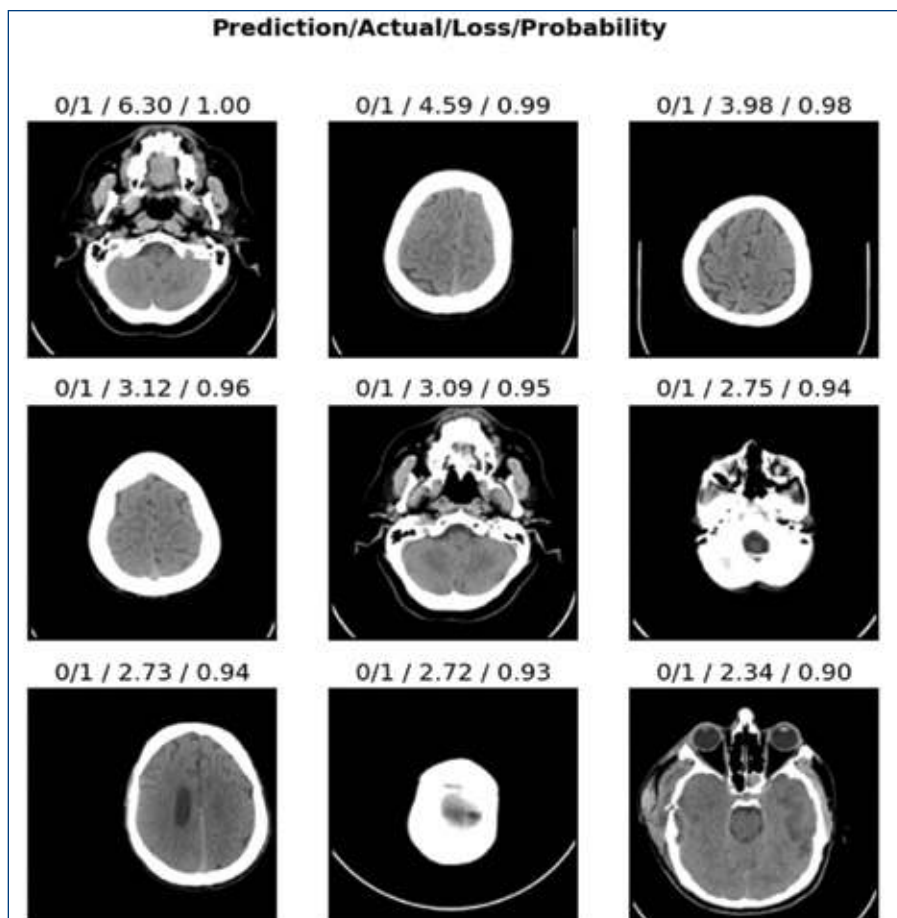 Prediction/Actual/Loss/Probability
0/1 / 6.30 / 1.00
0/1 / 4.59 / 0.99
0/1 / 3.98 / 0.98
0/1 / 3.12 / 0.96
0/1 / 3.09 / 0.95
0/1 / 2.75 / 0.94
0/1 / 2.73 / 0.94
0/1 / 2.72 / 0.93
0/1 / 2.34 / 0.90